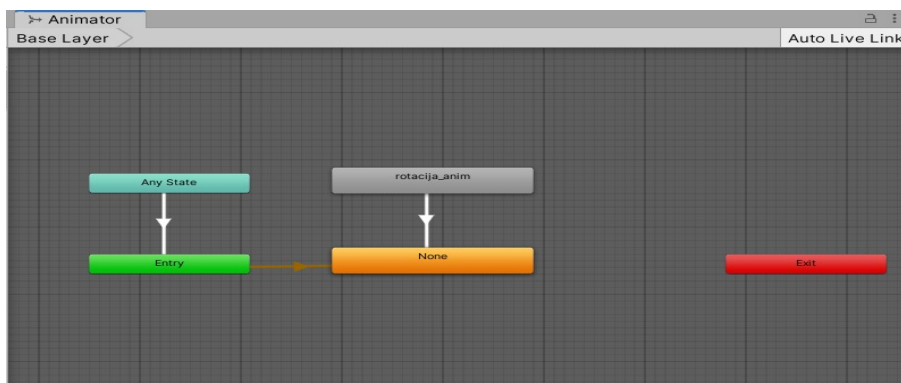 Animator
Base Layer
Auto Live Link
Any State
rotacija_anim
Entry
None
Exit